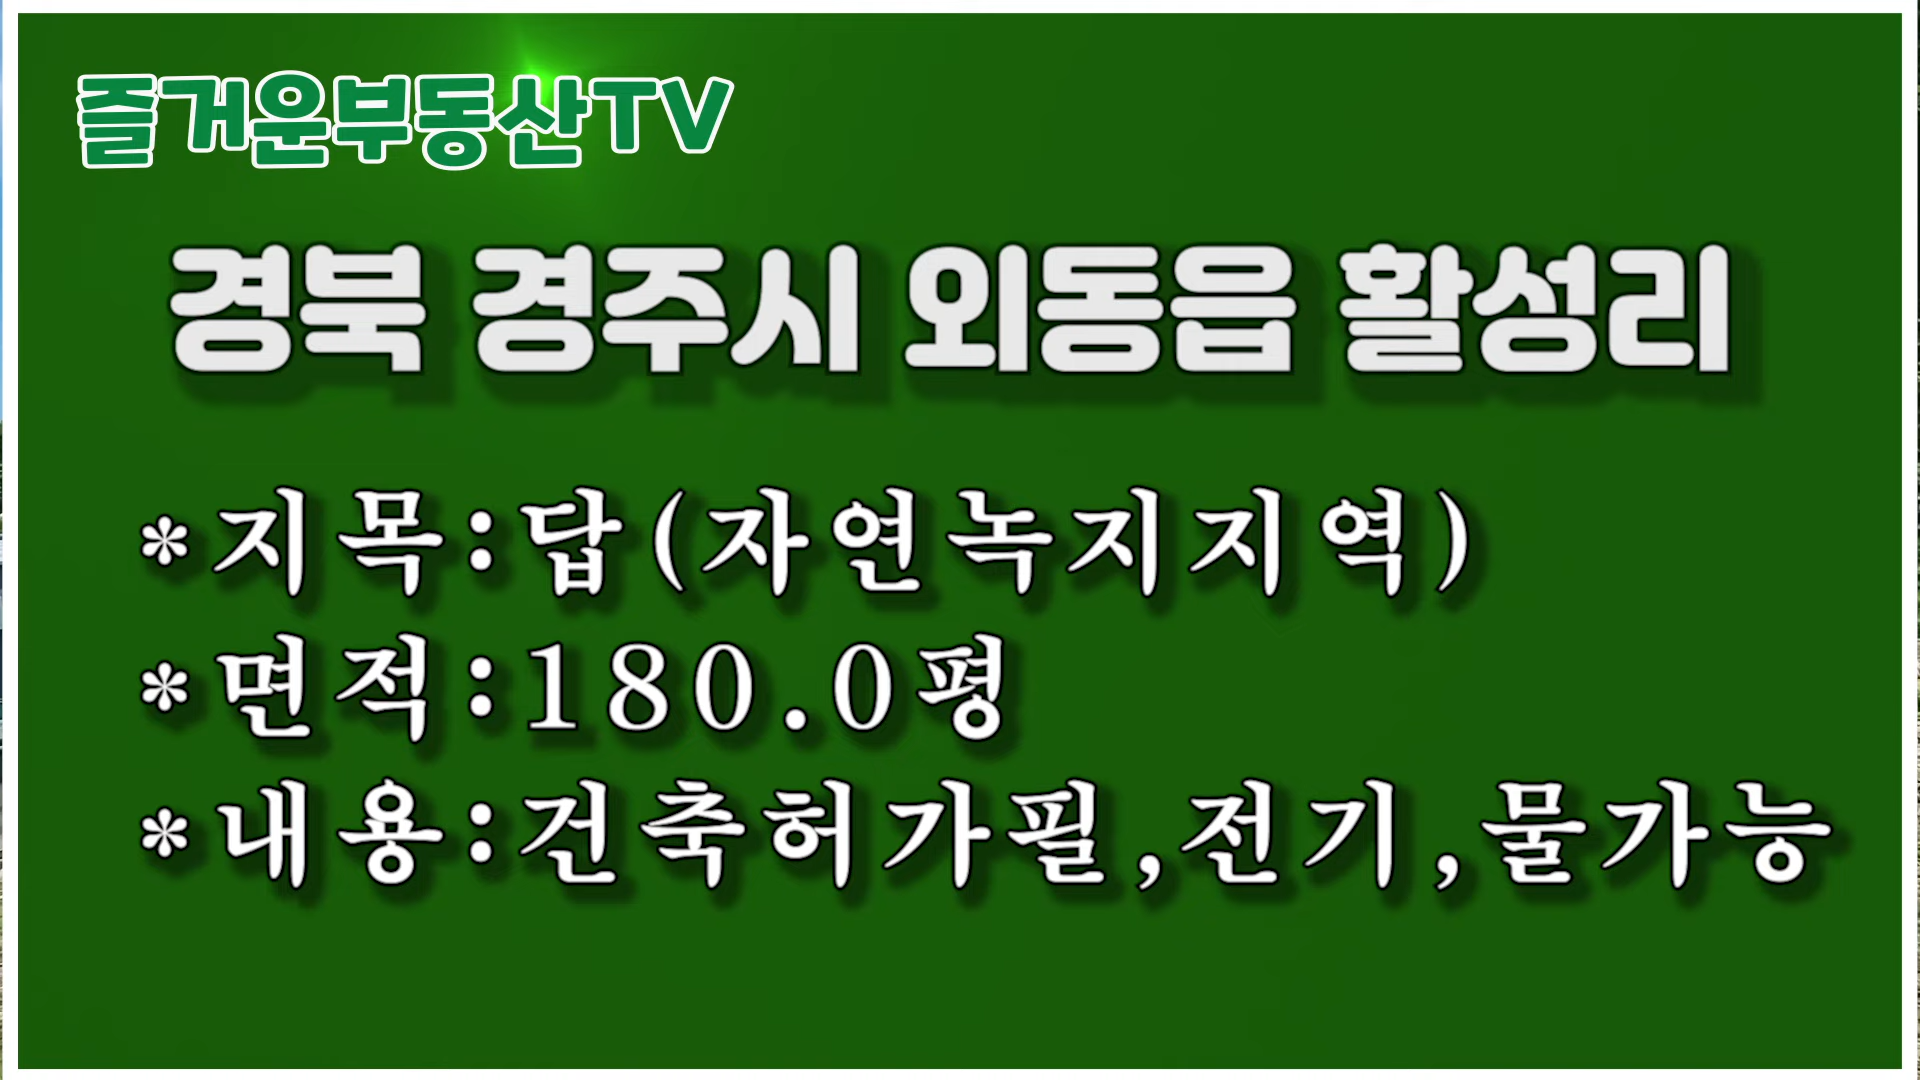 즐거운부동산TV
경북 경주시 외동읍 활성리
*지목:답(자연녹지지역)
*면적:180.0평
*내용:건축허가필,전기,물가능